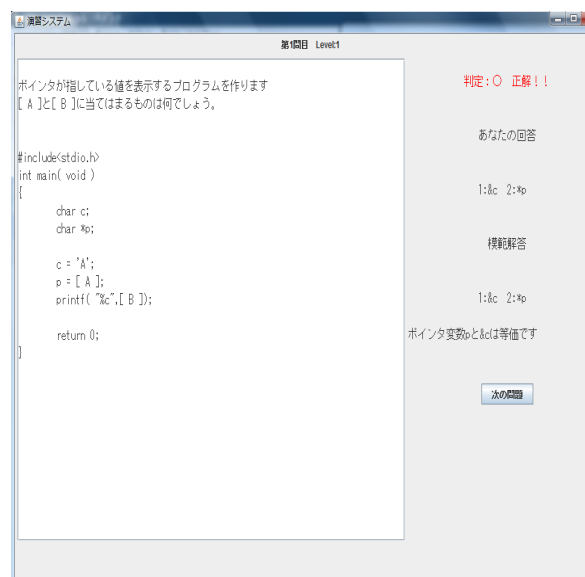 演習システム
第1問目 Level:1
ポインタが指している値を表示するプログラムを作ります
[ A ]と[ B ]に当てはまるものは何でしょう。
#include<stdio.h>
int main( void )
{
char c;
char *p;
c = 'A';
p = [ A ];
printf( "%c",[ B ]);
return 0;
}
判定:○ 正解!!
あなたの回答
1:&c 2:*p
模範解答
1:&c 2:*p
ポインタ変数pと&cは等価です
次の問題